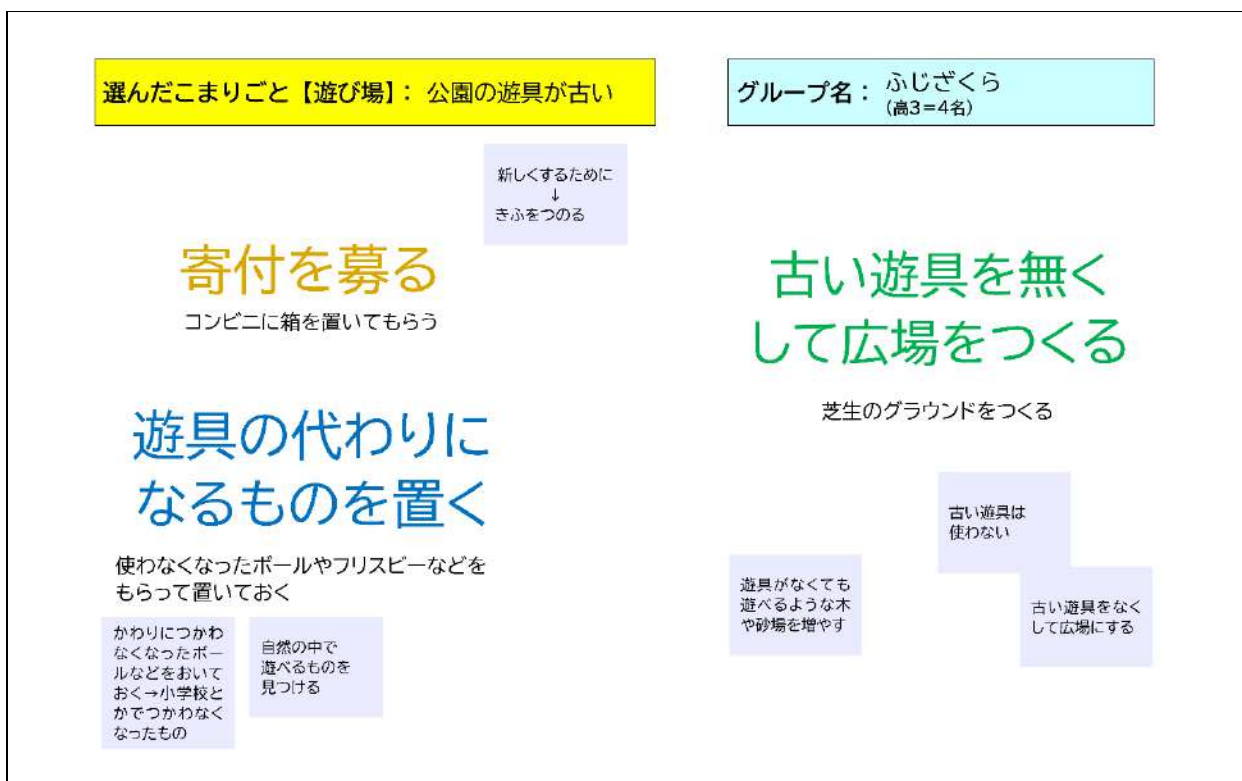 選んだこまりごと【遊び場】： 公園の遊具が古い
グループ名： ふじざくら
(高3＝4名)
新しくするために
↓
きふをつのる
寄付を募る
コンビニに箱を置いてもらう
遊具の代わりに
なるものを置く
使わなくなったボールやフリスビーなどを
もらって置いておく
かわりにつかわ
なくなったボー
ルなどをおいて
おく→小学校と
かでつかわなく
なったもの
自然の中で
遊べるものを
見つける
古い遊具を無く
して広場をつくる
芝生のグラウンドをつくる
古い遊具は
使わない
遊具がなくても
遊べるような木
や砂場を増やす
古い遊具をなく
して広場にする